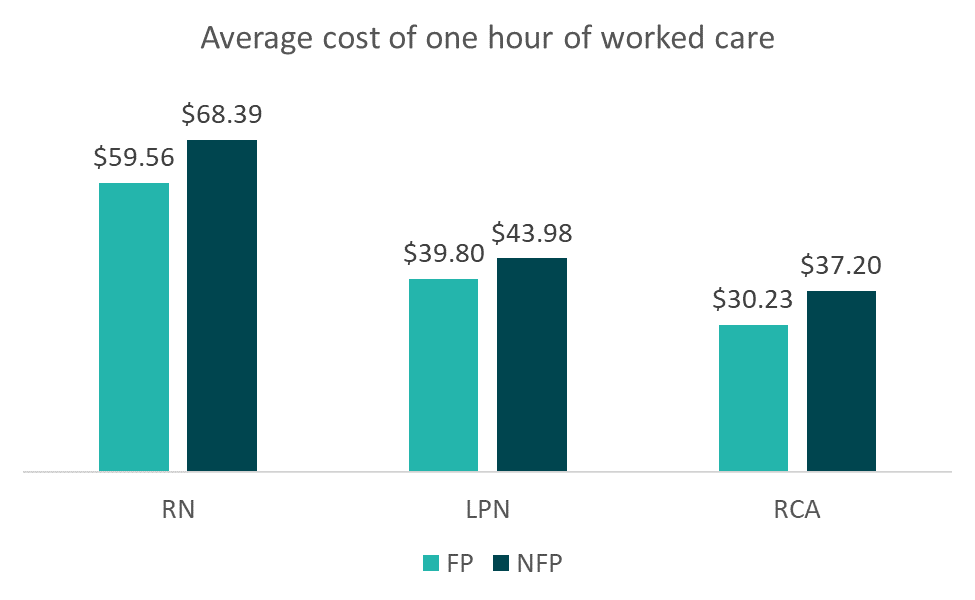 Average cost of one hour of worked care
$59.56
$68.39
$39.80
$43.98
$30.23
$37.20
RN
LPN
RCA
FP
NFP